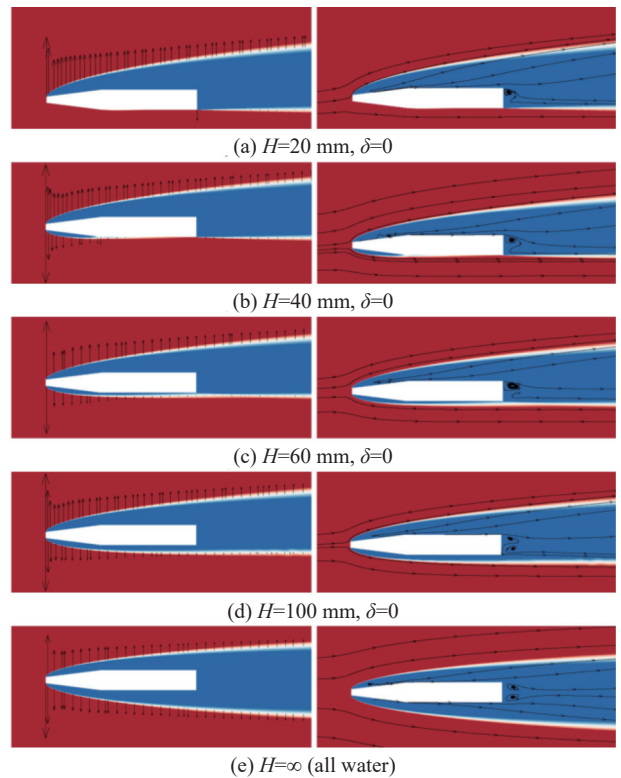 (a) H=20 mm, δ=0
(b) H=40 mm, δ=0
(c) H=60 mm, δ=0
(d) H=100 mm, δ=0
(e) H=∞ (all water)